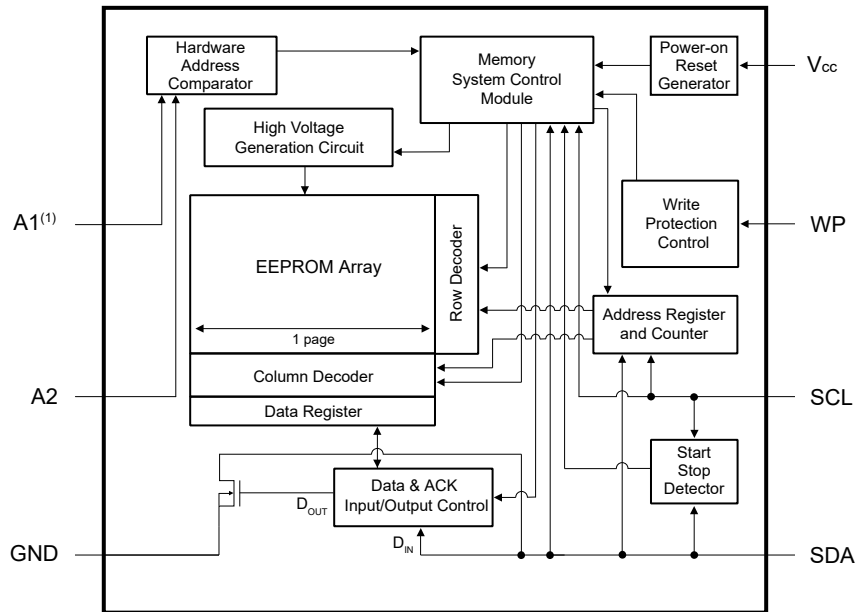 Hardware
Address
Comparator
Memory
System Control
Module
Power-on
Reset
Generator
Vcc
High Voltage
Generation Circuit
A1(1)
EEPROM Array
1 page
Row Decoder
Write
Protection
Control
WP
Address Register
and Counter
A2
Column Decoder
Data Register
SCL
Start
Stop
Detector
Data & ACK
Input/Output Control
DOUT
DIN
GND
SDA